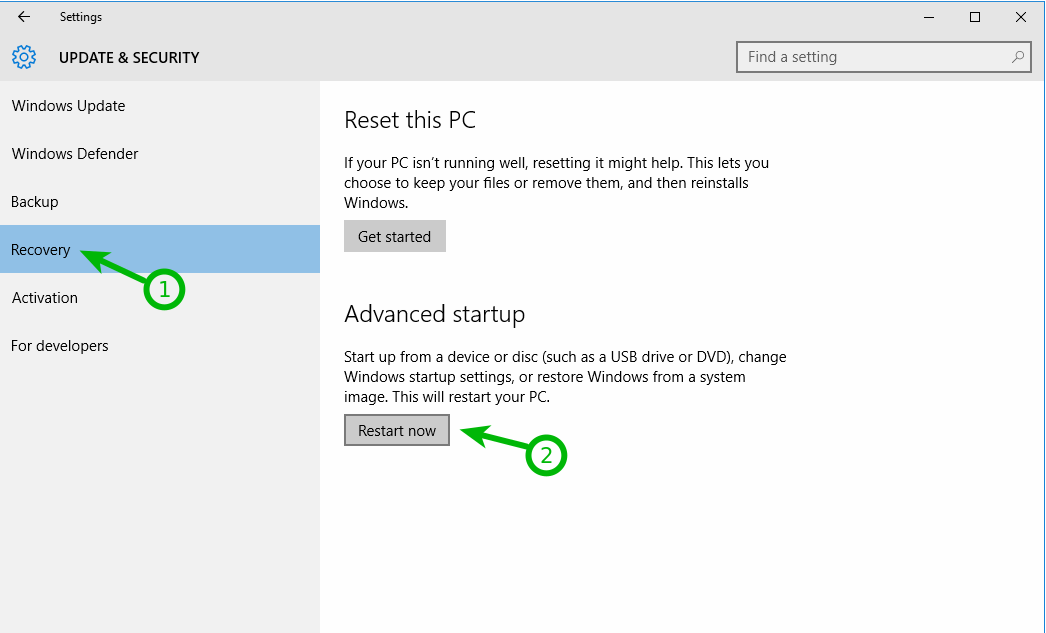 Settings
UPDATE & SECURITY
Find a setting
Windows Update
Windows Defender
Backup
Recovery
1
Activation
For developers
Reset this PC
If your PC isn't running well, resetting it might help. This lets you
choose to keep your files or remove them, and then reinstalls
Windows.
Get started
Advanced startup
Start up from a device or disc (such as a USB drive or DVD), change
Windows startup settings, or restore Windows from a system
image. This will restart your PC.
Restart now
2